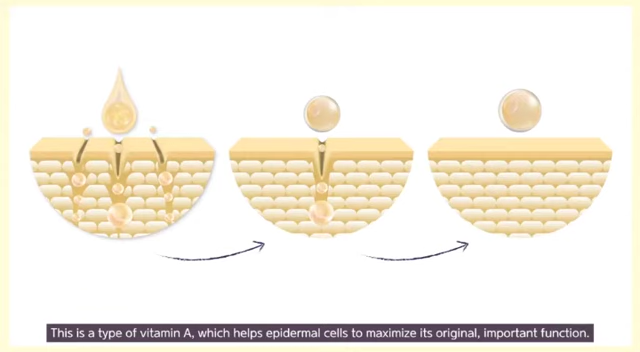 This is a type of vitamin A, which helps epidermal cells to maximize its original, important function.